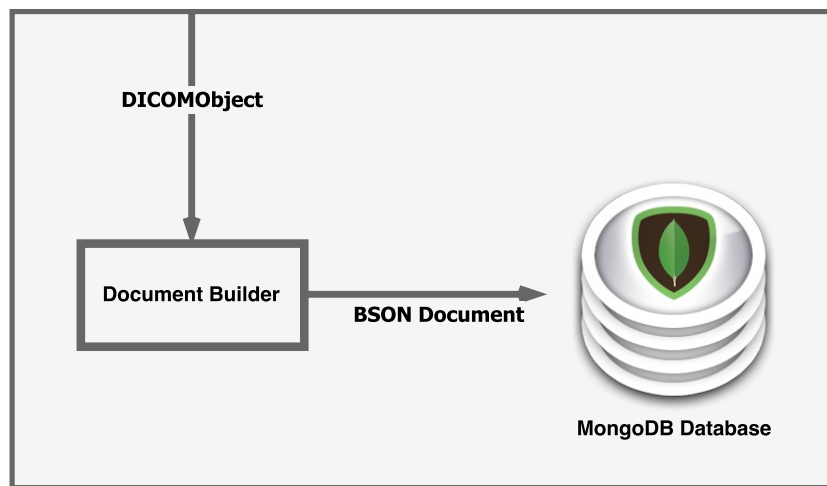 DICOMObject
Document Builder
BSON Document
MongoDB Database